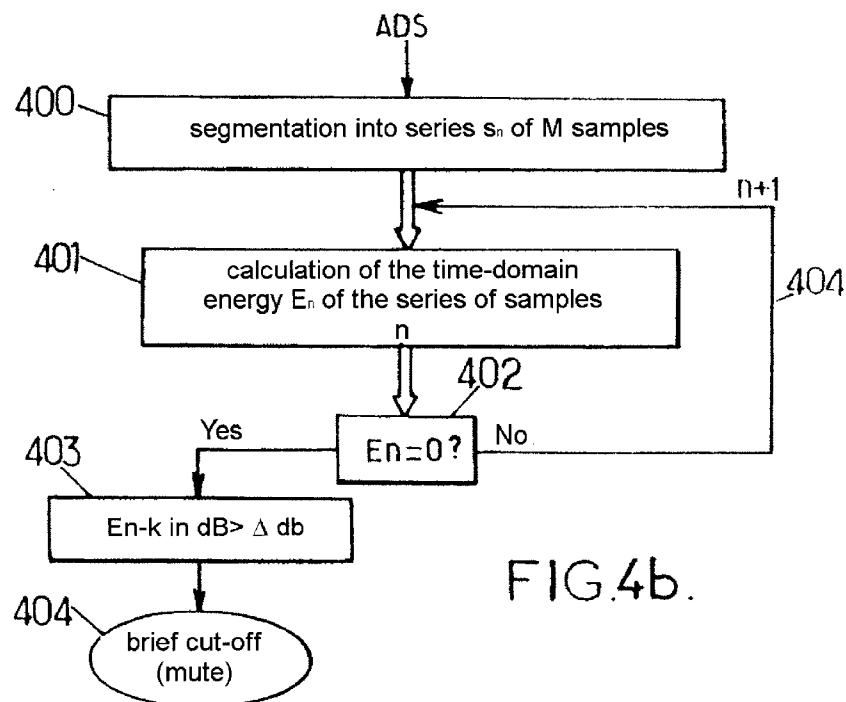 ADS
400
segmentation into series sn of M samples
n+1
401
calculation of the time-domain
energy En of the series of samples
n
404
402
En=0?
Yes
No
403
En-k in dB> Δ db
404
brief cut-off
(mute)
FIG.4b.